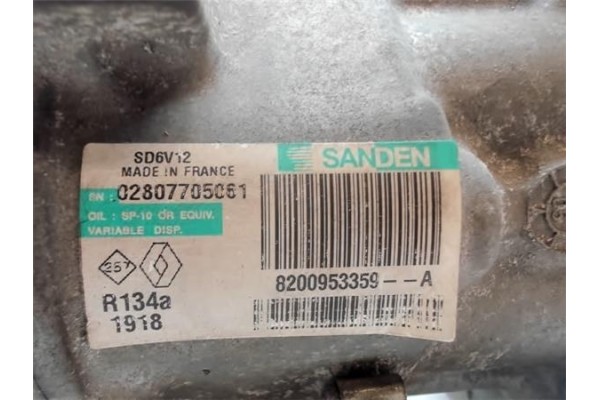 SD6V12
MADE IN FRANCE
SANDEN
SN : 02807705061
OIL : SP-10 OR EQUIV.
VARIABLE DISP.
257
8200953359--A
R134a
1918